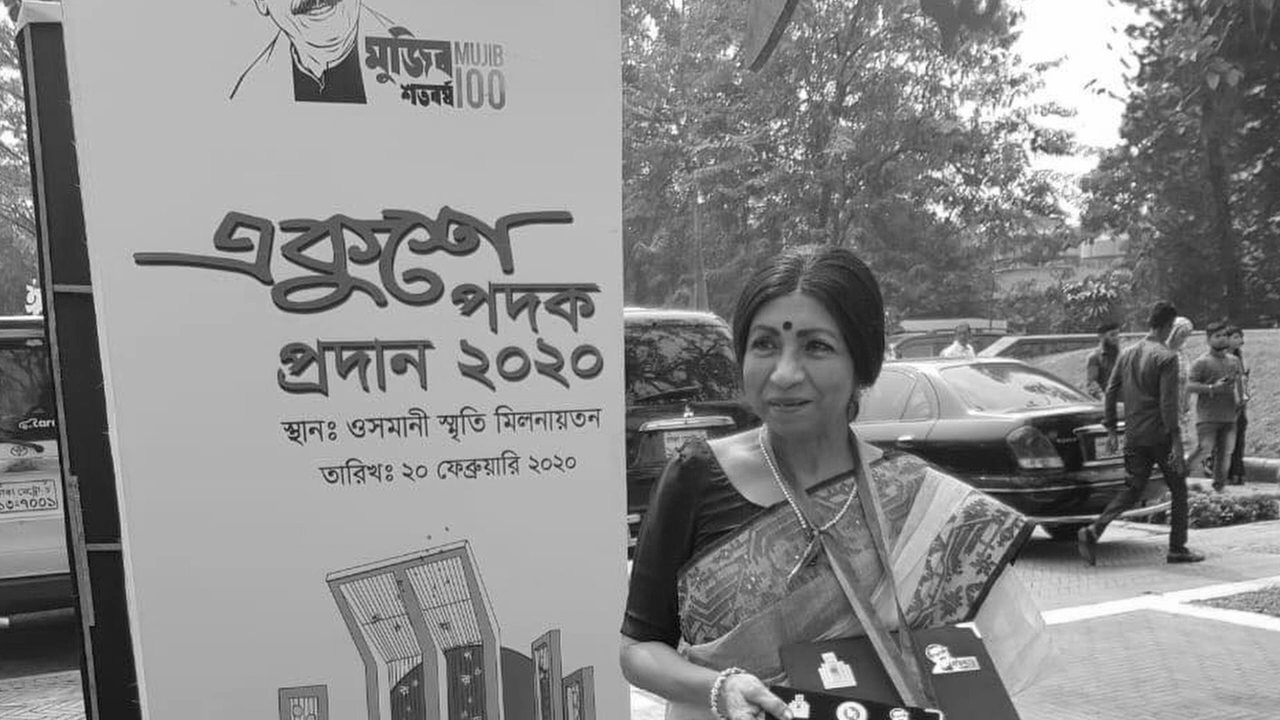 মুজিব MUJIB
শতবর্ষ 100
একুশে
পদক
প্রদান ২০২০
স্থানঃ ওসমানী স্মৃতি মিলনায়তন
তারিখঃ ২০ ফেব্রুয়ারি ২০২০